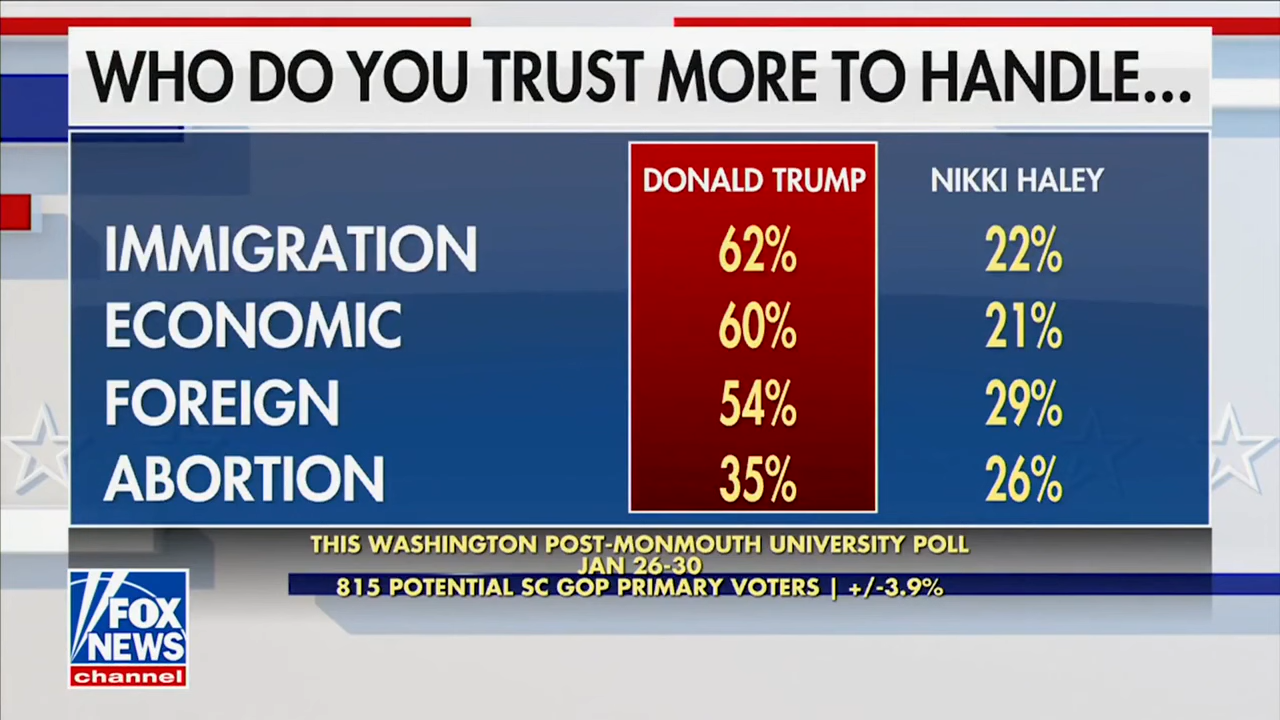 WHO DO YOU TRUST MORE TO HANDLE...
DONALD TRUMP NIKKI HALEY
IMMIGRATION 62% 22%
ECONOMIC 60% 21%
FOREIGN 54% 29%
ABORTION 35% 26%
THIS WASHINGTON POST-MONMOUTH UNIVERSITY POLL
JAN 26-30
815 POTENTIAL SC GOP PRIMARY VOTERS | +/-3.9%
FOX
NEWS
channel